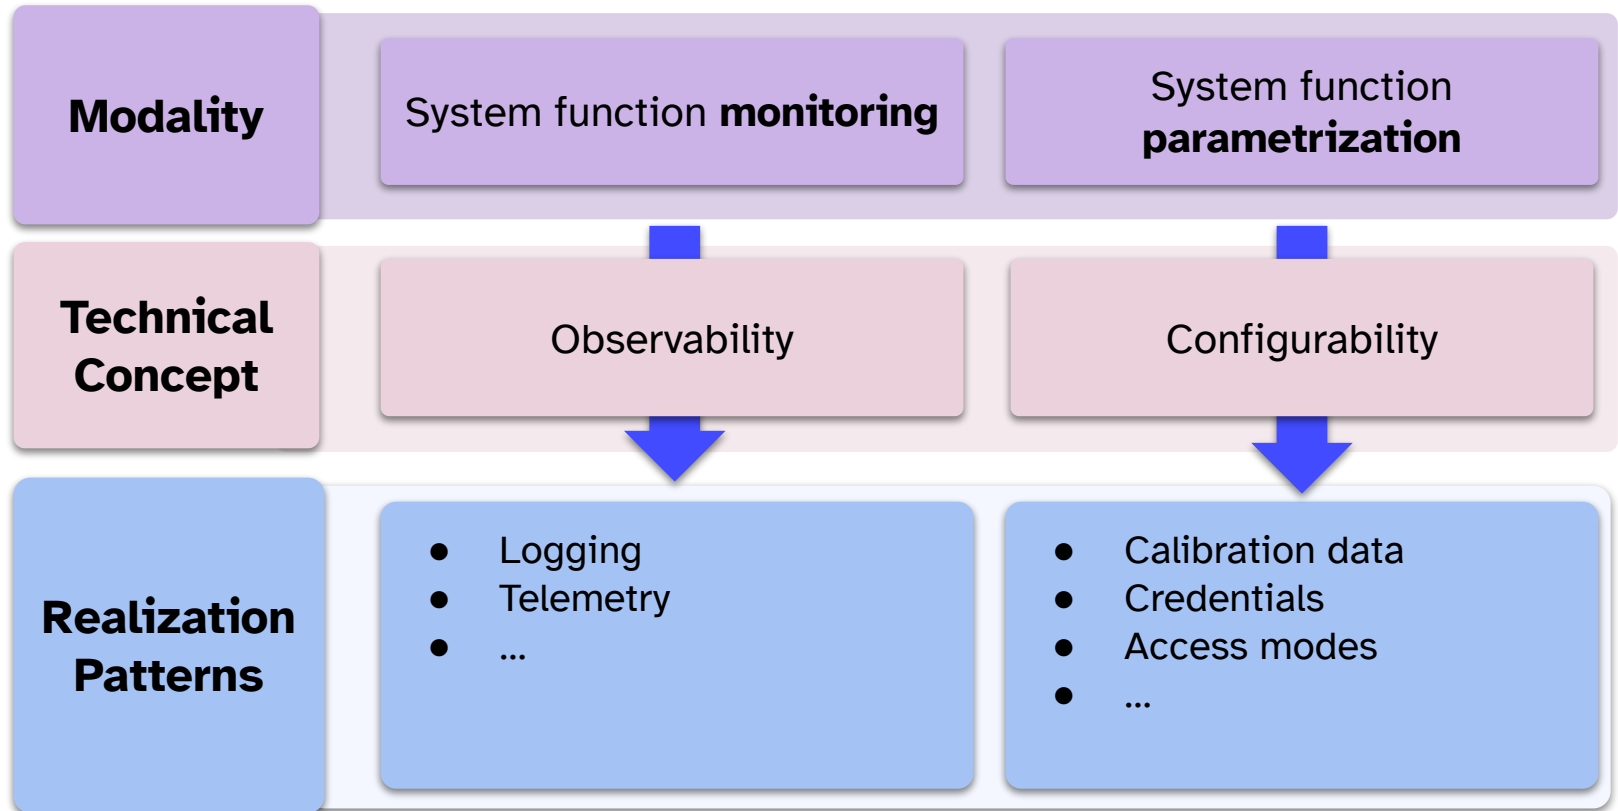 Modality
System function monitoring
System function
parametrization
Technical
Concept
Observability
Configurability
Realization
Patterns
● Logging
● Telemetry
● ...
● Calibration data
● Credentials
● Access modes
● ...